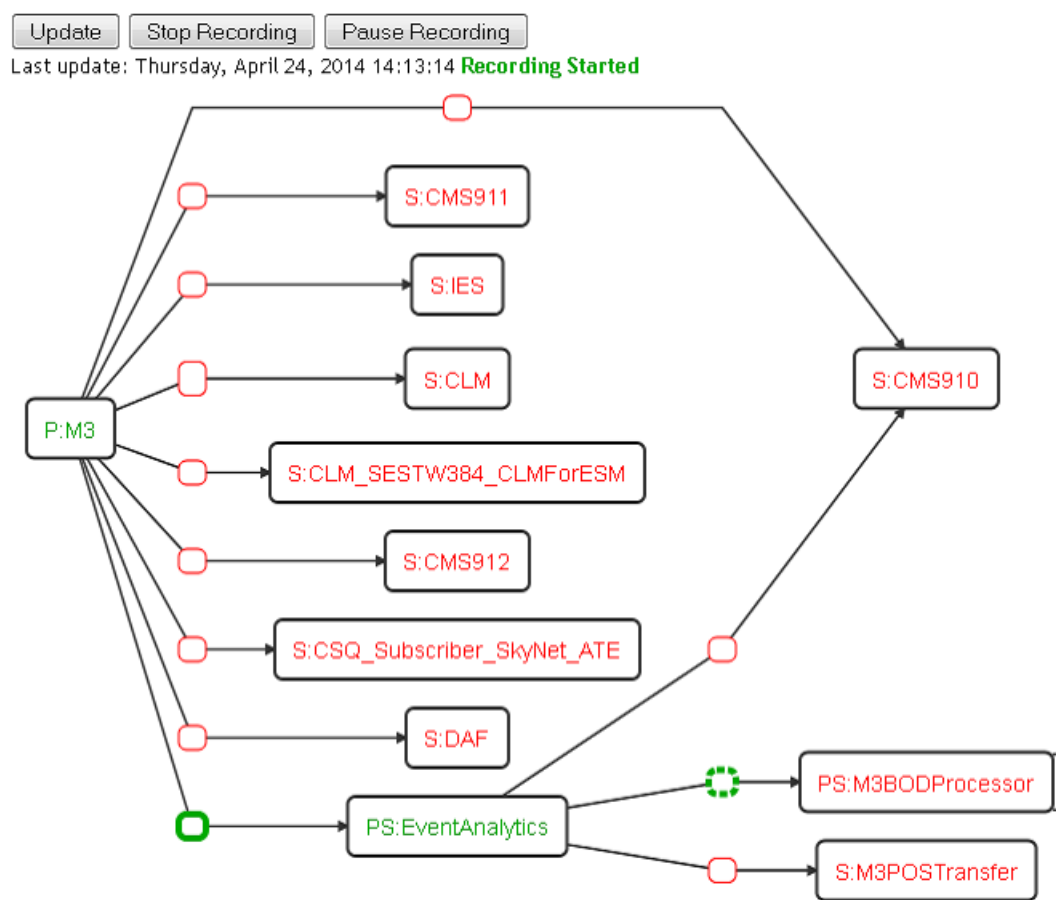 Update Stop Recording Pause Recording
Last update: Thursday, April 24, 2014 14:13:14 Recording Started
S:CMS911
S:IES
S:CLM
S:CMS910
P:M3
S:CLM_SESTW384_CLMForESM
S:CMS912
S:CSQ_Subscriber_SkyNet_ATE
S:DAF
PS:M3BODProcessor
PS:EventAnalytics
S:M3POSTransfer